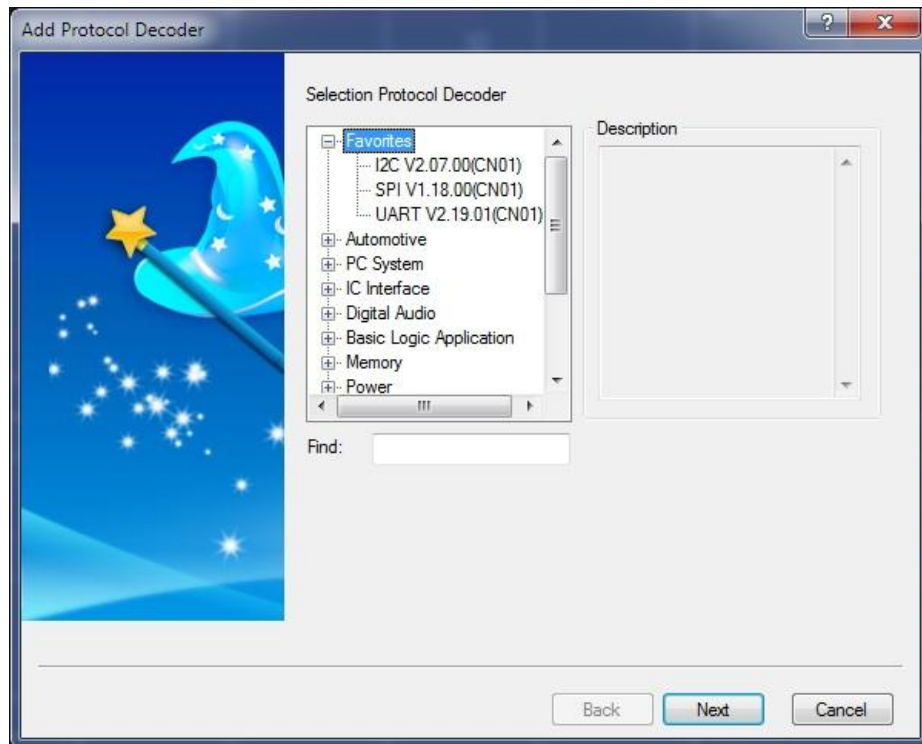 Add Protocol Decoder
Selection Protocol Decoder
Favorites
I2C V2.07.00(CN01)
SPI V1.18.00(CN01)
UART V2.19.01(CN01)
Automotive
PC System
IC Interface
Digital Audio
Basic Logic Application
Memory
Power
Find:
Description
Back
Next
Cancel